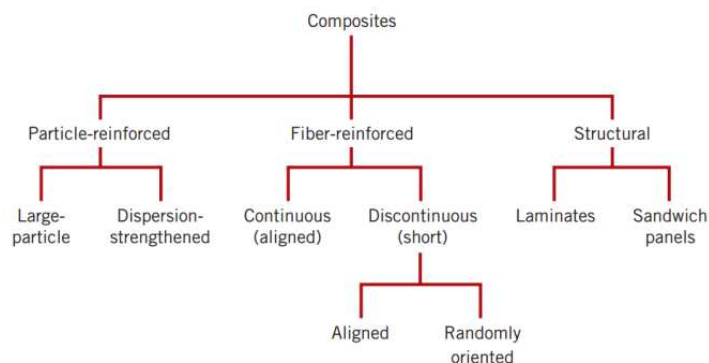 Composites
Particle-reinforced
Fiber-reinforced
Structural
Large-
particle
Dispersion-
strengthened
Continuous
(aligned)
Discontinuous
(short)
Laminates
Sandwich
panels
Aligned
Randomly
oriented